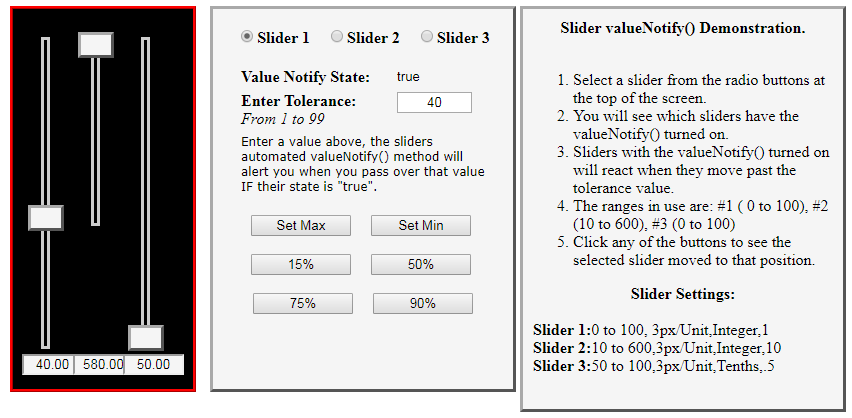 40.00 580.00 50.00
Slider 1 Slider 2 Slider 3
Value Notify State: true
Enter Tolerance: 40
From 1 to 99
Enter a value above, the sliders
automated valueNotify() method will
alert you when you pass over that value
IF their state is "true".
Set Max Set Min
15% 50%
75% 90%
Slider valueNotify() Demonstration.
1. Select a slider from the radio buttons at
the top of the screen.
2. You will see which sliders have the
valueNotify() turned on.
3. Sliders with the valueNotify() turned on
will react when they move past the
tolerance value.
4. The ranges in use are: #1 ( 0 to 100), #2
(10 to 600), #3 (0 to 100)
5. Click any of the buttons to see the
selected slider moved to that position.
Slider Settings:
Slider 1:0 to 100, 3px/Unit,Integer,1
Slider 2:10 to 600,3px/Unit,Integer,10
Slider 3:50 to 100,3px/Unit,Tenths,.5